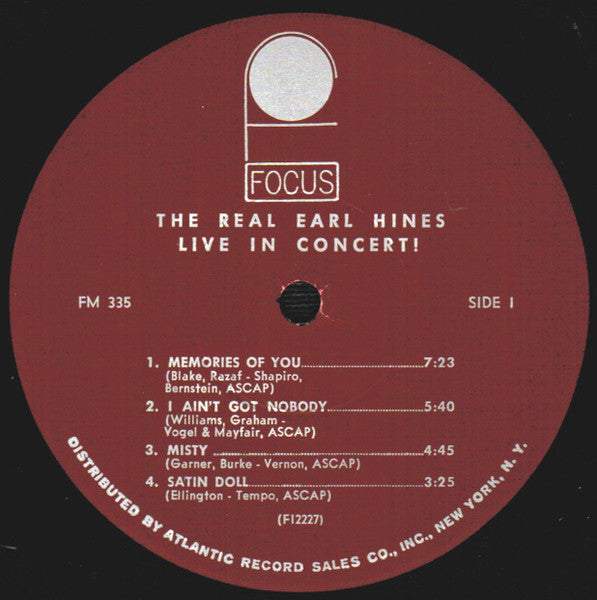 FOCUS
THE REAL EARL HINES
LIVE IN CONCERT!
FM 335
SIDE 1
1. MEMORIES OF YOU 7:23
(Blake, Razaf - Shapiro,
Bernstein, ASCAP)
2. I AIN'T GOT NOBODY 5:40
(Williams, Graham -
Vogel & Mayfair, ASCAP)
3. MISTY 4:45
(Garner, Burke - Vernon, ASCAP)
4. SATIN DOLL 3:25
(Ellington - Tempo, ASCAP)
(F12227)
DISTRIBUTED BY ATLANTIC RECORD SALES CO., INC., NEW YORK, N. Y.